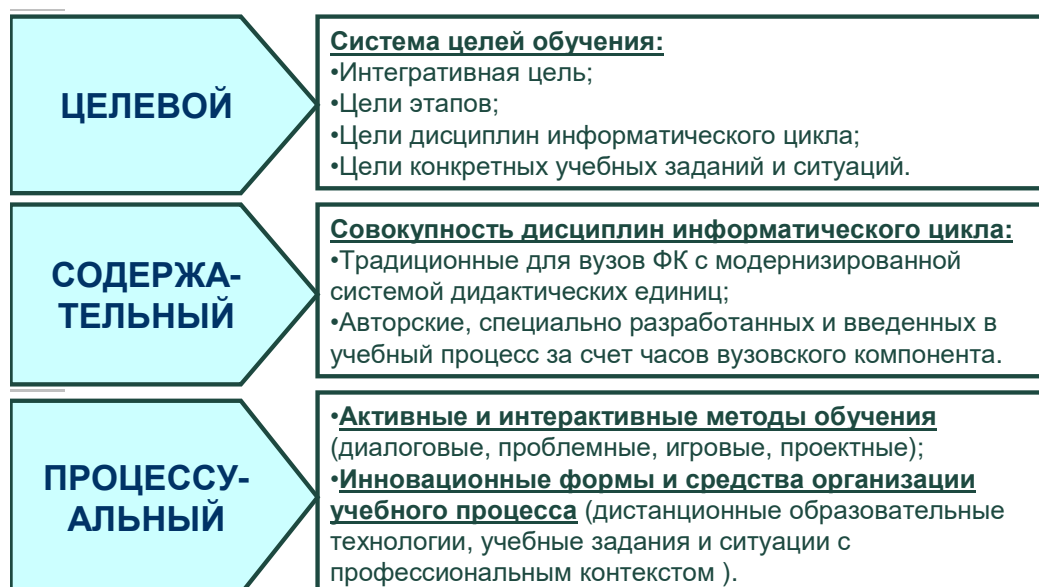 ЦЕЛЕВОЙ
Система целей обучения:
•Интегративная цель;
•Цели этапов;
•Цели дисциплин информатического цикла;
•Цели конкретных учебных заданий и ситуаций.
СОДЕРЖА-
ТЕЛЬНЫЙ
Совокупность дисциплин информатического цикла:
•Традиционные для вузов ФК с модернизированной
системой дидактических единиц;
•Авторские, специально разработанных и введенных в
учебный процесс за счет часов вузовского компонента.
ПРОЦЕССУ-
АЛЬНЫЙ
•Активные и интерактивные методы обучения
(диалоговые, проблемные, игровые, проектные);
•Инновационные формы и средства организации
учебного процесса (дистанционные образовательные
технологии, учебные задания и ситуации с
профессиональным контекстом ).